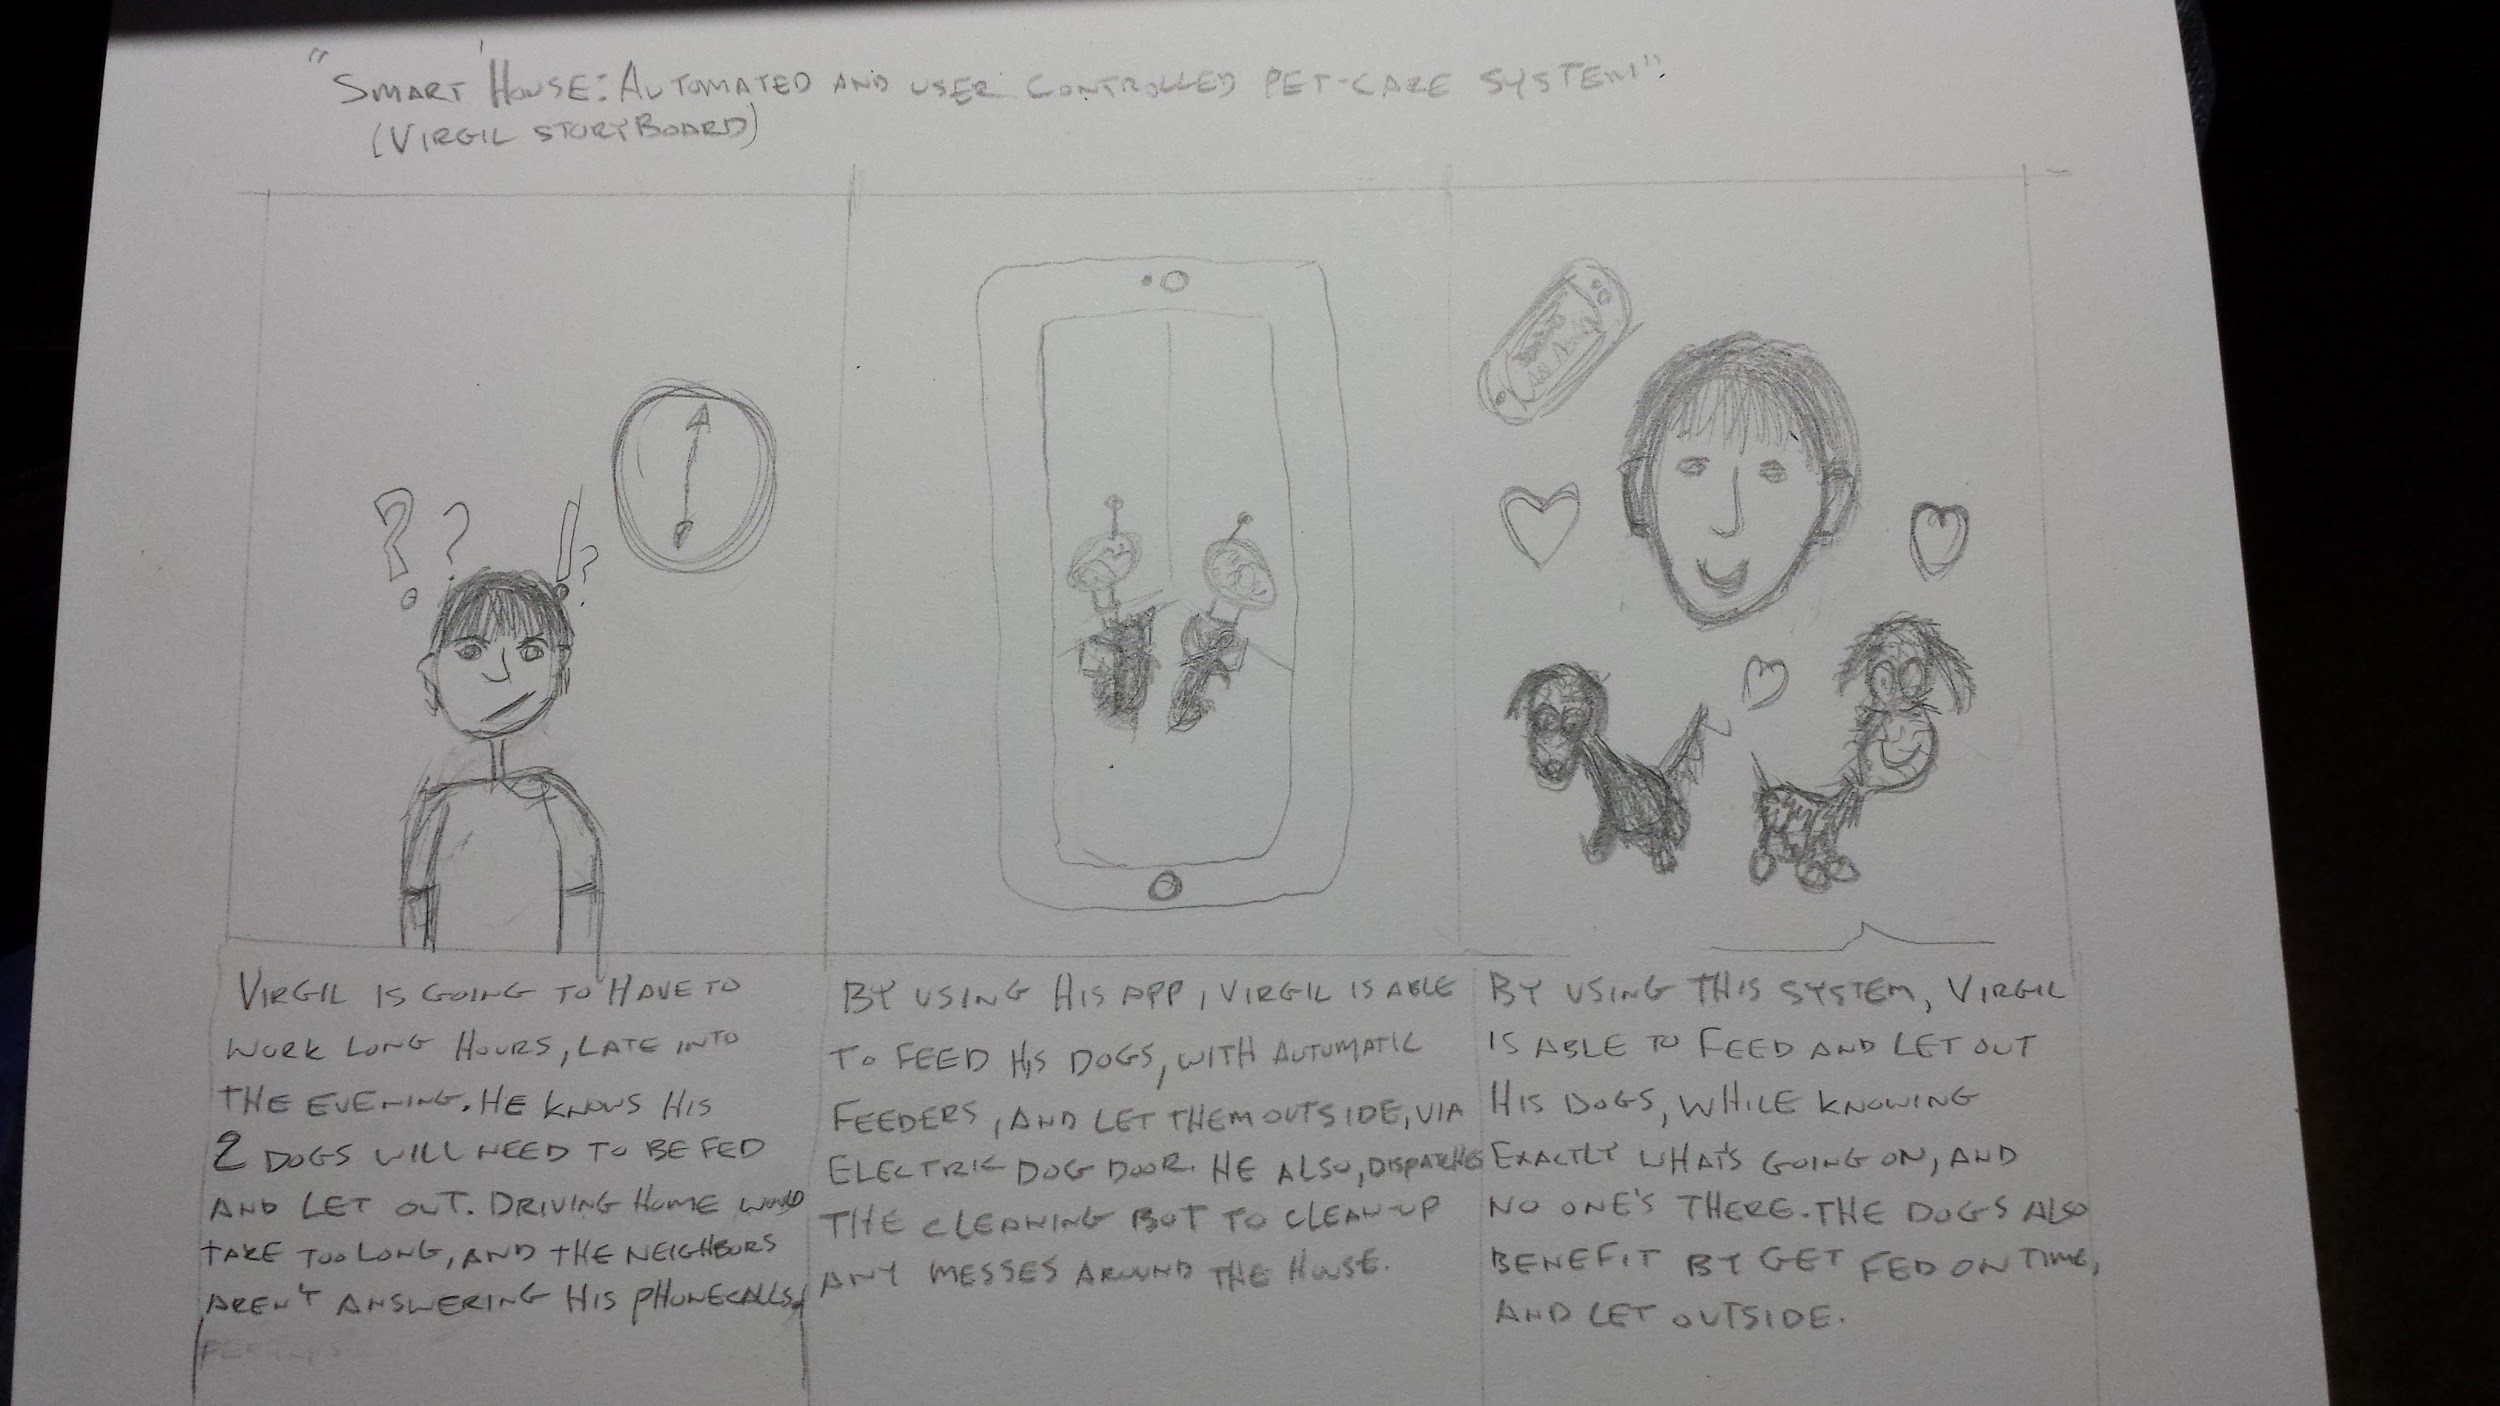 "SMART HOUSE: AUTOMATED AND USER CONTROLLED PET-CARE SYSTEM".
(VIRGIL STORYBOARD)
? ? ! ?
VIRGIL IS GOING TO HAVE TO
WORK LONG HOURS, LATE INTO
THE EVENING. HE KNOWS HIS
2 DOGS WILL NEED TO BE FED
AND LET OUT. DRIVING HOME WOULD
TAKE TOO LONG, AND THE NEIGHBORS
AREN'T ANSWERING HIS PHONECALLS.
BY USING HIS APP, VIRGIL IS ABLE
TO FEED HIS DOGS, WITH AUTUMATIC
FEEDERS, AND LET THEM OUTSIDE, VIA
ELECTRIC DOG DOOR. HE ALSO, DISPATCHES
THE CLEANING BOT TO CLEAN-UP
ANY MESSES AROUND THE HOUSE.
BY USING THIS SYSTEM, VIRGIL
IS ABLE TO FEED AND LET OUT
HIS DOGS, WHILE KNOWING
EXACTLY WHAT'S GOING ON, AND
NO ONE'S THERE. THE DOGS ALSO
BENEFIT BY GET FED ON TIME,
AND LET OUTSIDE.